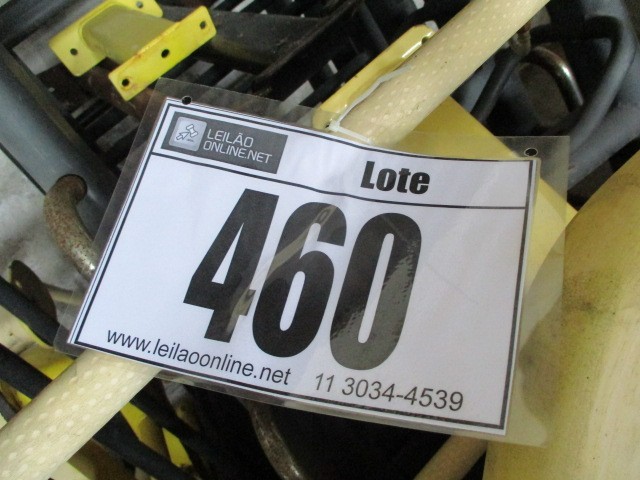 LEILÃO
ONLINE.NET
Lote
460
www.leilaoonline.net 11 3034-4539